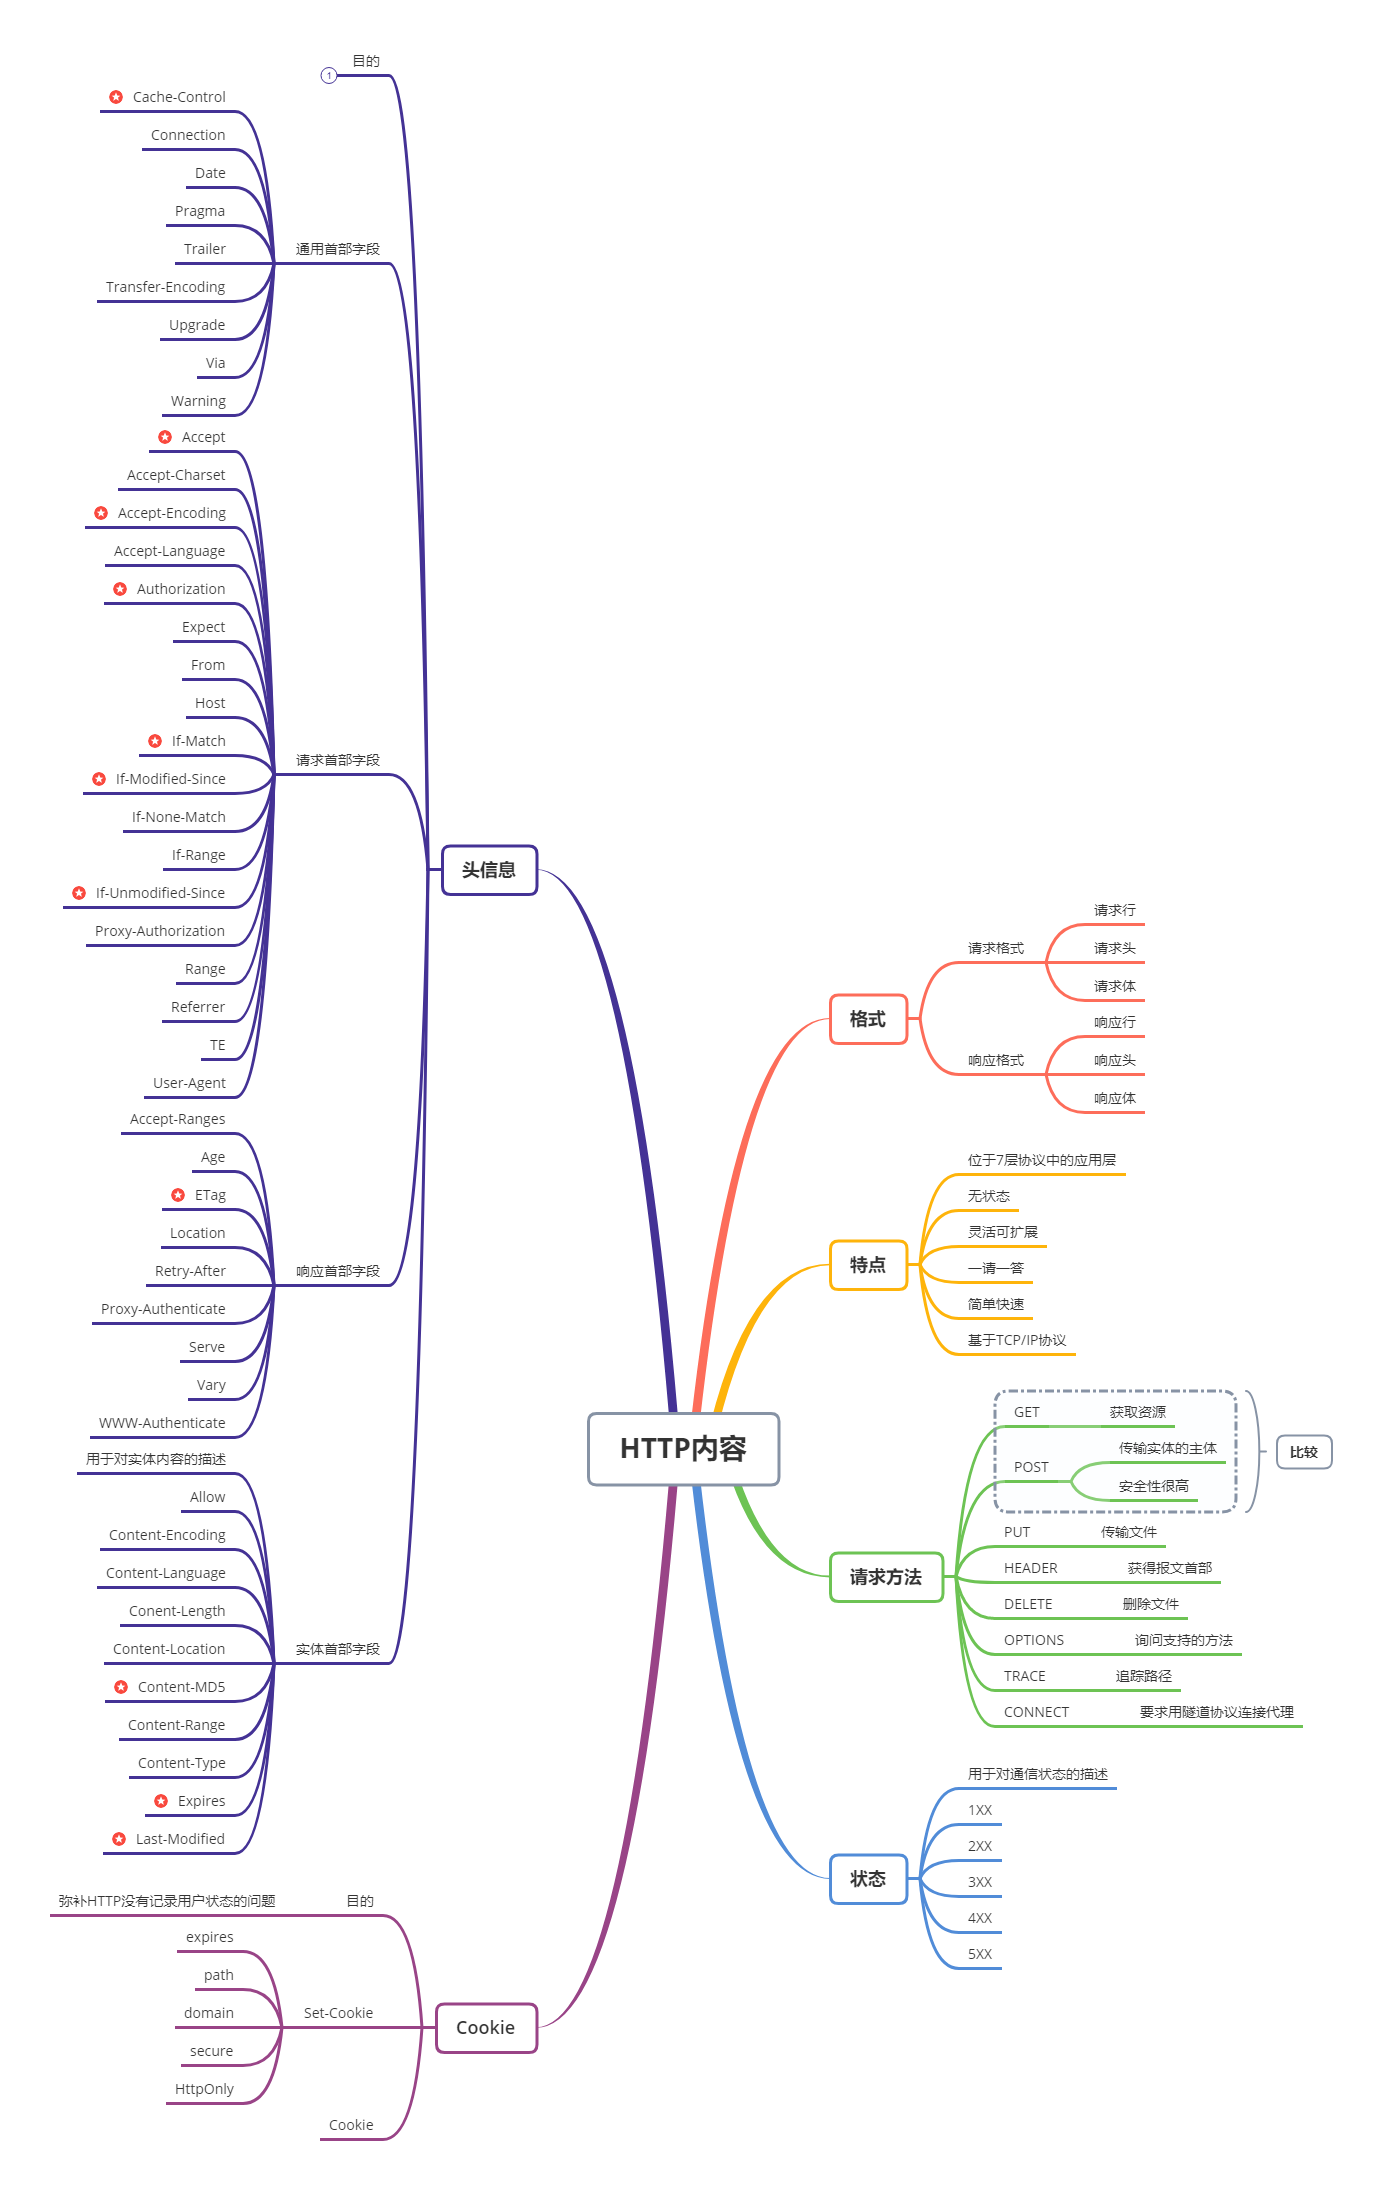 HTTP内容
格式
请求格式
请求行
请求头
请求体
响应格式
响应行
响应头
响应体
特点
位于7层协议中的应用层
无状态
灵活可扩展
一请一答
简单快速
基于TCP/IP协议
请求方法
GET
获取资源
POST
传输实体的主体
安全性很高
比较
PUT
传输文件
HEADER
获得报文首部
DELETE
删除文件
OPTIONS
询问支持的方法
TRACE
追踪路径
CONNECT
要求用隧道协议连接代理
状态
用于对通信状态的描述
1XX
2XX
3XX
4XX
5XX
头信息
目的
1
通用首部字段
Cache-Control
Connection
Date
Pragma
Trailer
Transfer-Encoding
Upgrade
Via
Warning
请求首部字段
Accept
Accept-Charset
Accept-Encoding
Accept-Language
Authorization
Expect
From
Host
If-Match
If-Modified-Since
If-None-Match
If-Range
If-Unmodified-Since
Proxy-Authorization
Range
Referrer
TE
User-Agent
响应首部字段
Accept-Ranges
Age
ETag
Location
Retry-After
Proxy-Authenticate
Serve
Vary
WWW-Authenticate
实体首部字段
用于对实体内容的描述
Allow
Content-Encoding
Content-Language
Conent-Length
Content-Location
Content-MD5
Content-Range
Content-Type
Expires
Last-Modified
Cookie
目的
弥补HTTP没有记录用户状态的问题
Set-Cookie
expires
path
domain
secure
HttpOnly
Cookie